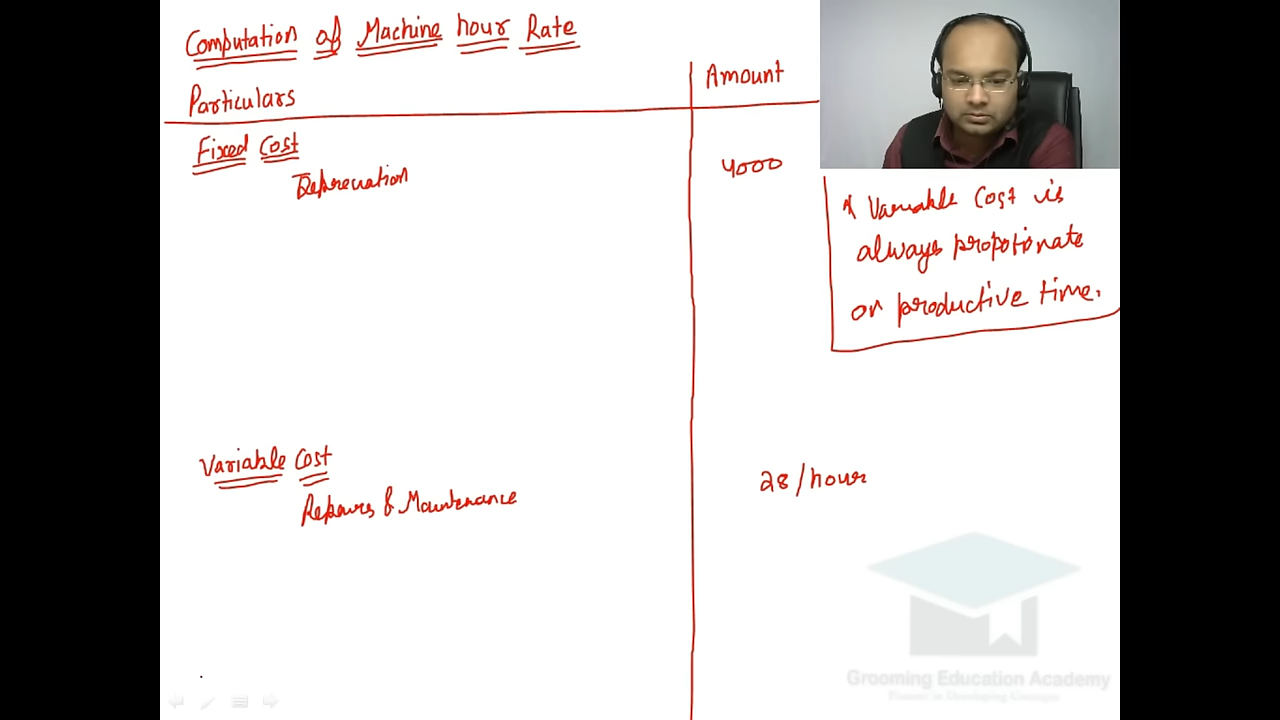 Computation of Machine hour Rate
Particulars
Amount
Fixed Cost
Depreciation
4000
* Variable Cost is
always propotionate
on productive time.
Variable Cost
28/hour
Repairs & Maintenance
Grooming Education Academy